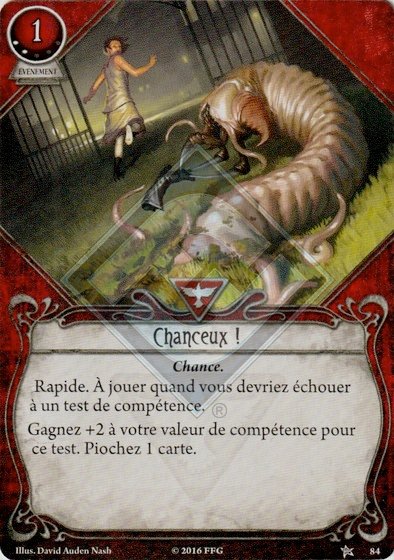 1
ÉVÉNEMENT
Chanceux !
Chance.
Rapide. À jouer quand vous devriez échouer
à un test de compétence.
Gagnez +2 à votre valeur de compétence pour
ce test. Piochez 1 carte.
®
Illus. David Auden Nash
© 2016 FFG
84